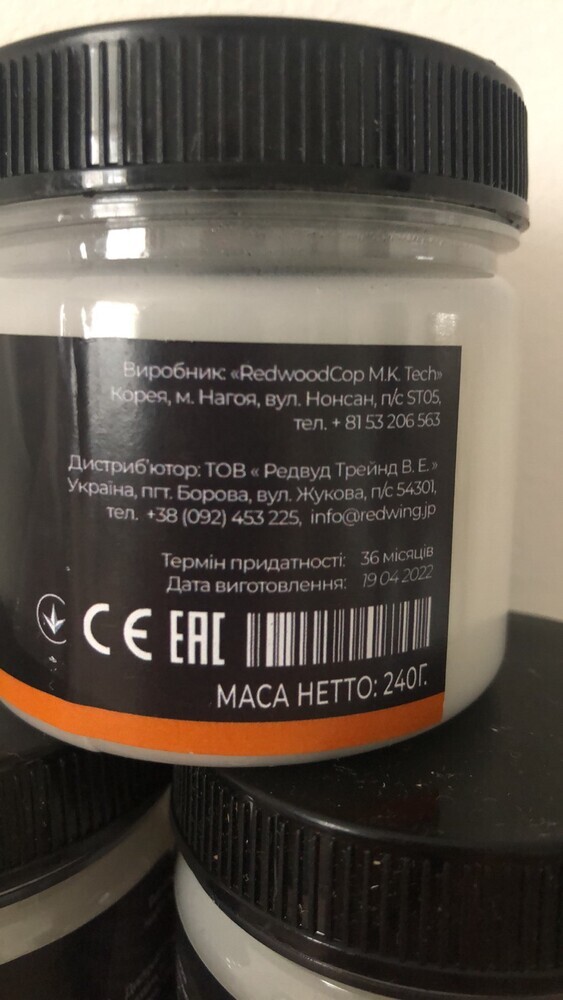 Виробник: «RedwoodCop M.K. Tech»
Корея, м. Нагоя, вул. Нонсан, п/с ST05,
тел. + 81 53 206 563
Дистриб'ютор: ТОВ « Редвуд Трейнд В. Е. »
Україна, пгт. Борова, вул. Жукова, п/с 54301,
тел. +38 (092) 453 225, info@redwing.jp
Термін придатності: 36 місяців
Дата виготовлення: 19 04 2022
CE EAC
МАСА НЕТТО: 240Г.